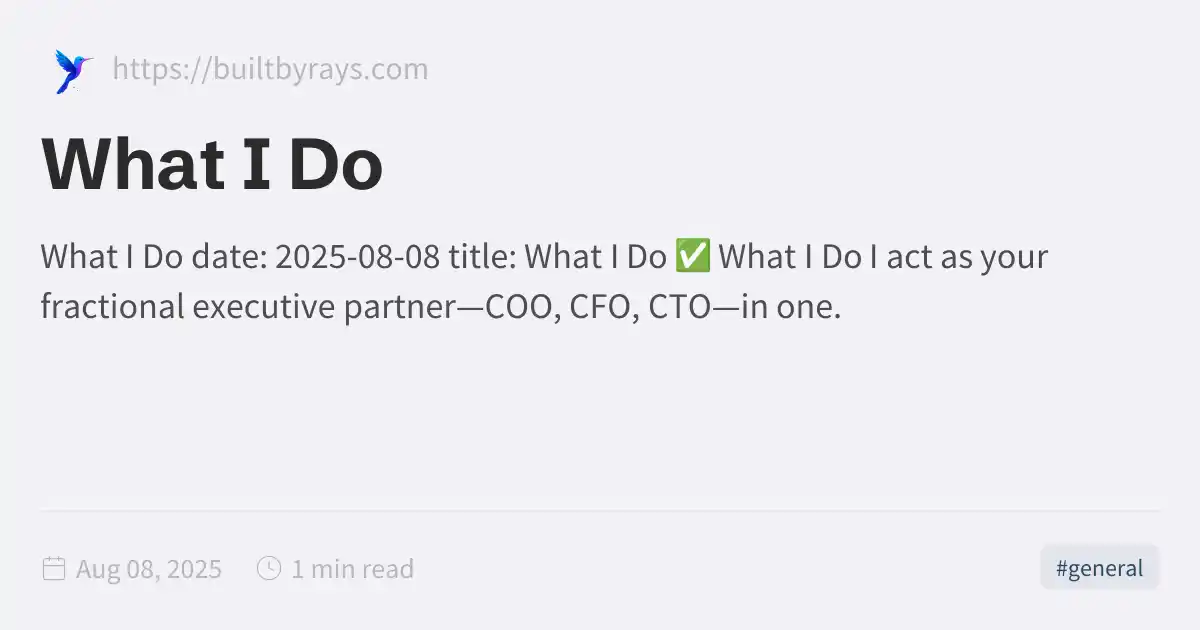 https://builtbyrays.com
What I Do
What I Do date: 2025-08-08 title: What I Do ✅ What I Do I act as your
fractional executive partner—COO, CFO, CTO—in one.
Aug 08, 2025 1 min read #general